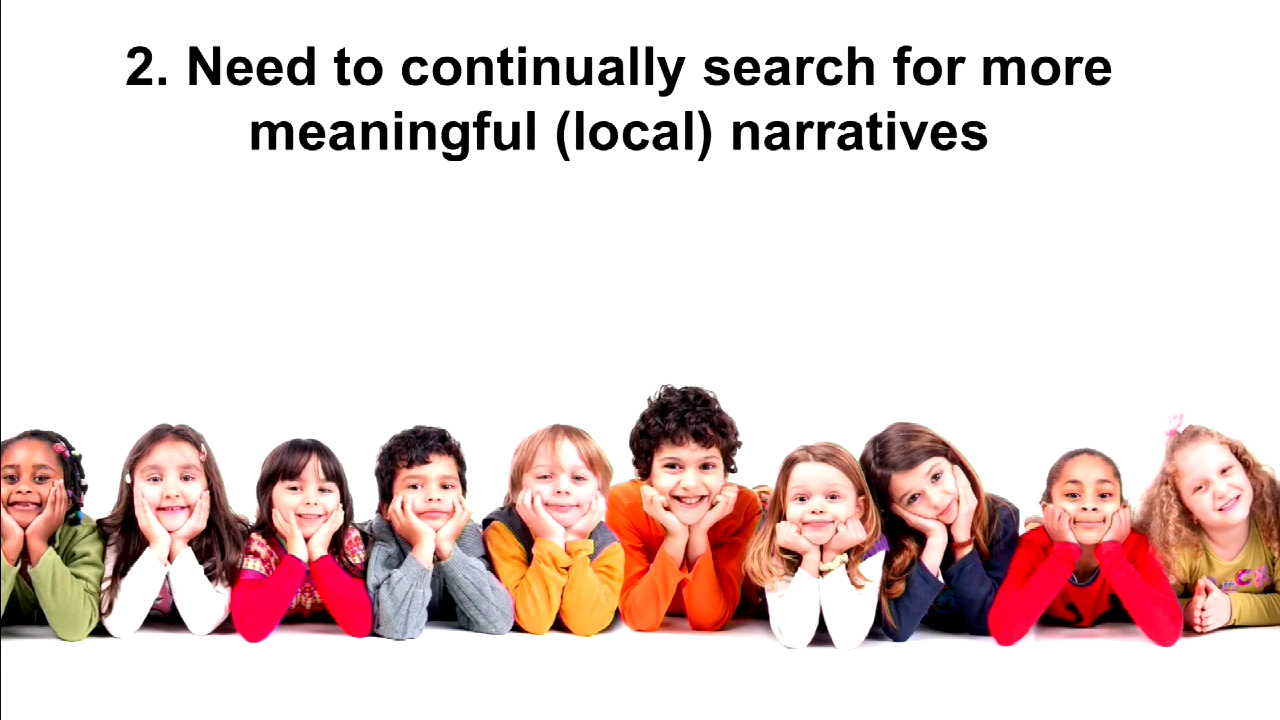 2. Need to continually search for more
meaningful (local) narratives